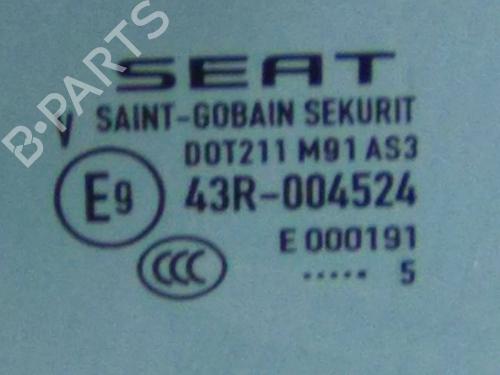 B-PARTS
SEAT
V SAINT-GOBAIN SEKURIT
DOT211 M91 AS3
E9 43R-004524
E 000191
CCC ..... 5